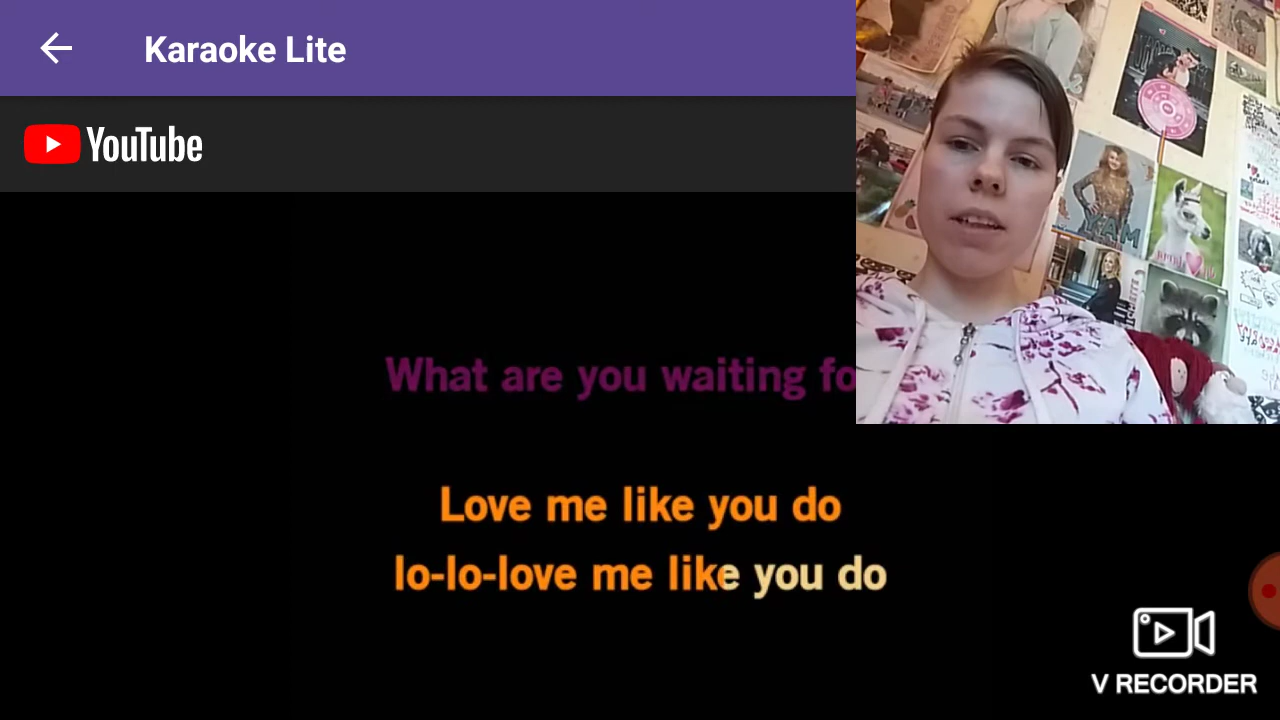 Karaoke Lite
YouTube
What are you waiting fo
Love me like you do
lo-lo-love me like you do
V RECORDER